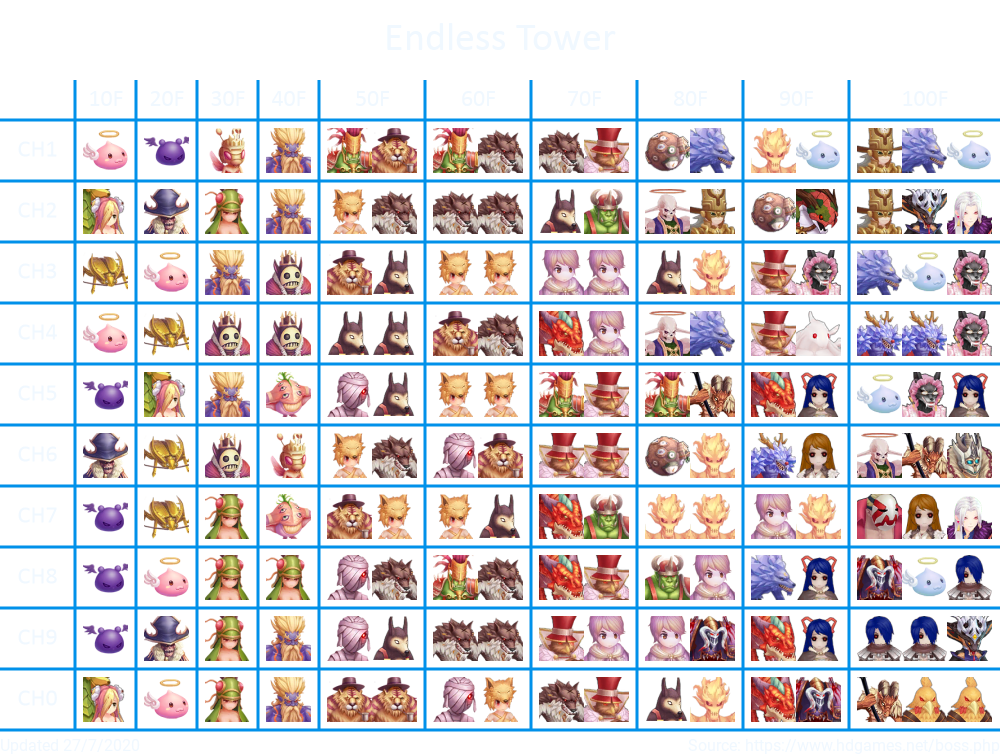 Endless Tower
10F 20F 30F 40F 50F 60F 70F 80F 90F 100F
CH1
CH2
CH3
CH4
CH5
CH6
CH7
CH8
CH9
CH0
Updated 27/7/2020
Source: https://www.hdgames.net/boss.php